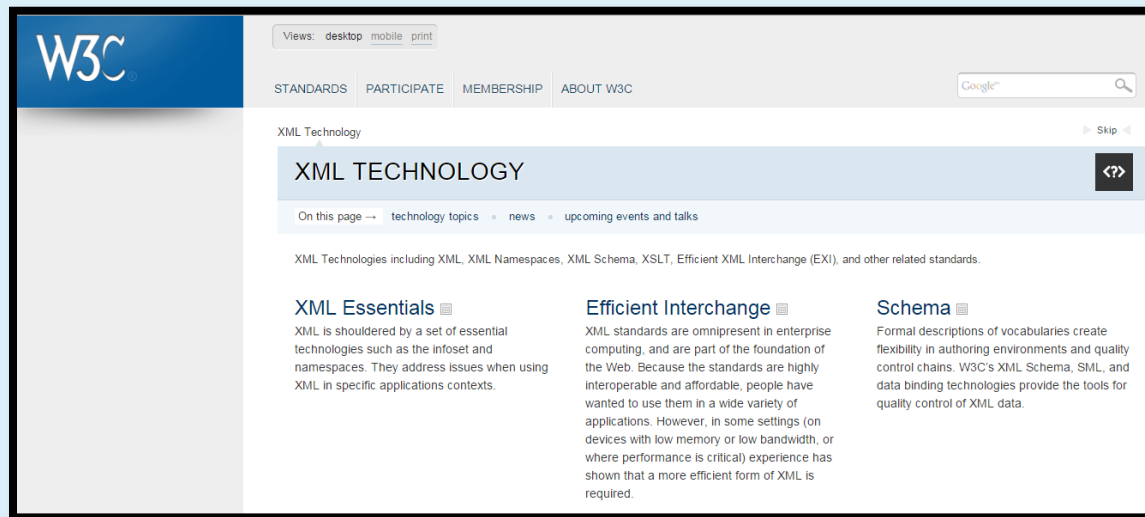 W3C®
Views: desktop mobile print
STANDARDS PARTICIPATE MEMBERSHIP ABOUT W3C
Google™
XML Technology
Skip
XML TECHNOLOGY
<?>
On this page → technology topics • news • upcoming events and talks
XML Technologies including XML, XML Namespaces, XML Schema, XSLT, Efficient XML Interchange (EXI), and other related standards.
XML Essentials
XML is shouldered by a set of essential
technologies such as the infoset and
namespaces. They address issues when using
XML in specific applications contexts.
Efficient Interchange
XML standards are omnipresent in enterprise
computing, and are part of the foundation of
the Web. Because the standards are highly
interoperable and affordable, people have
wanted to use them in a wide variety of
applications. However, in some settings (on
devices with low memory or low bandwidth, or
where performance is critical) experience has
shown that a more efficient form of XML is
required.
Schema
Formal descriptions of vocabularies create
flexibility in authoring environments and quality
control chains. W3C's XML Schema, SML, and
data binding technologies provide the tools for
quality control of XML data.